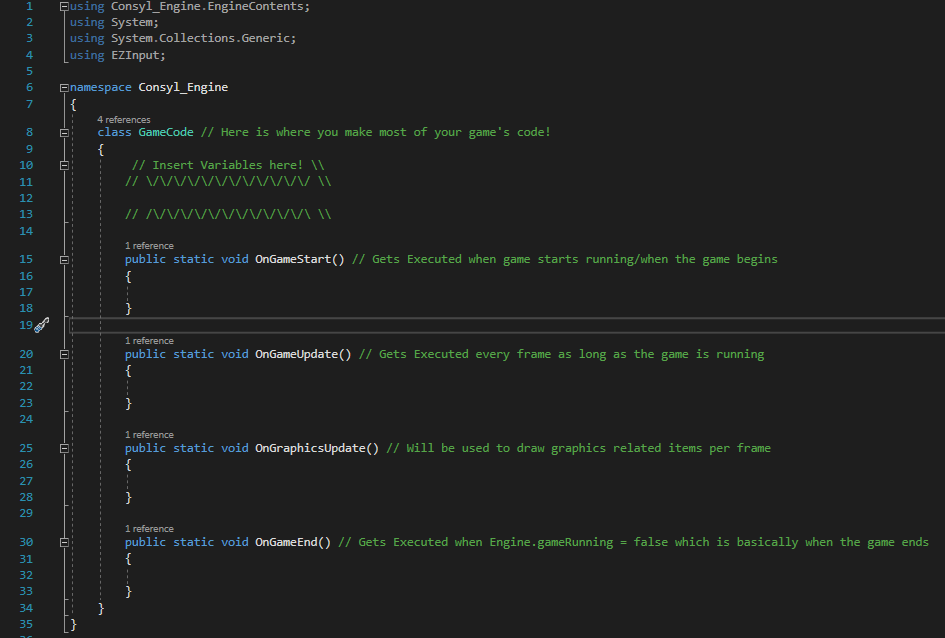 1 using Consyl_Engine.EngineContents;
2 using System;
3 using System.Collections.Generic;
4 using EZInput;
5
6 namespace Consyl_Engine
7 {
4 references
8 class GameCode // Here is where you make most of your game's code!
9 {
10 // Insert Variables here! \\
11 // \/\/\/\/\/\/\/\/\/\/\/\/ \\
12
13 // /\/\/\/\/\/\/\/\/\/\/\/\ \\
14
1 reference
15 public static void OnGameStart() // Gets Executed when game starts running/when the game begins
16 {
17
18 }
19
1 reference
20 public static void OnGameUpdate() // Gets Executed every frame as long as the game is running
21 {
22
23 }
24
1 reference
25 public static void OnGraphicsUpdate() // Will be used to draw graphics related items per frame
26 {
27
28 }
29
1 reference
30 public static void OnGameEnd() // Gets Executed when Engine.gameRunning = false which is basically when the game ends
31 {
32
33 }
34 }
35 }